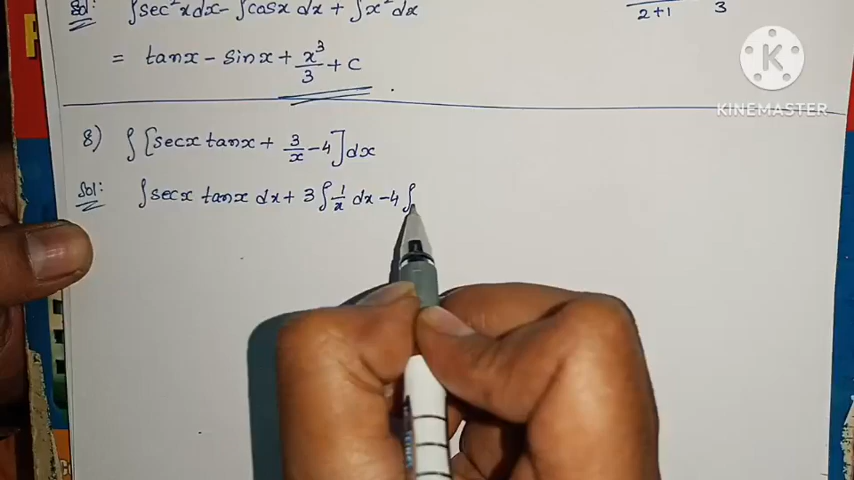 Sol: ∫sec²x dx - ∫cosx dx + ∫x² dx
2+1 3
= tanx - sinx + x³/3 + c
8) ∫[secx tanx + 3/x - 4] dx
Sol: ∫secx tanx dx + 3∫1/x dx - 4∫
K
KINEMASTER